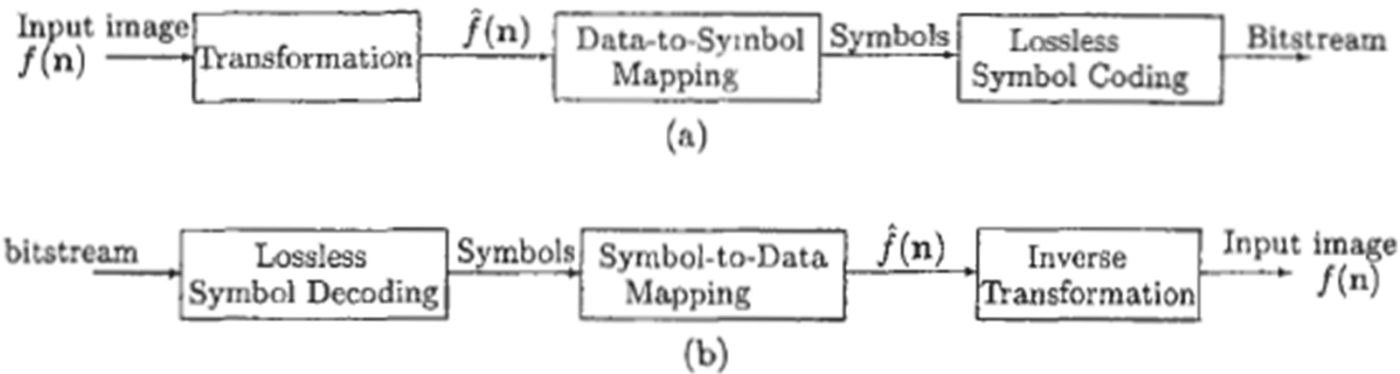 Input image
f(n)
Transformation
f̂(n)
Data-to-Symbol
Mapping
Symbols
Lossless
Symbol Coding
Bitstream
(a)
bitstream
Lossless
Symbol Decoding
Symbols
Symbol-to-Data
Mapping
f̂(n)
Inverse
Transformation
Input image
f(n)
(b)